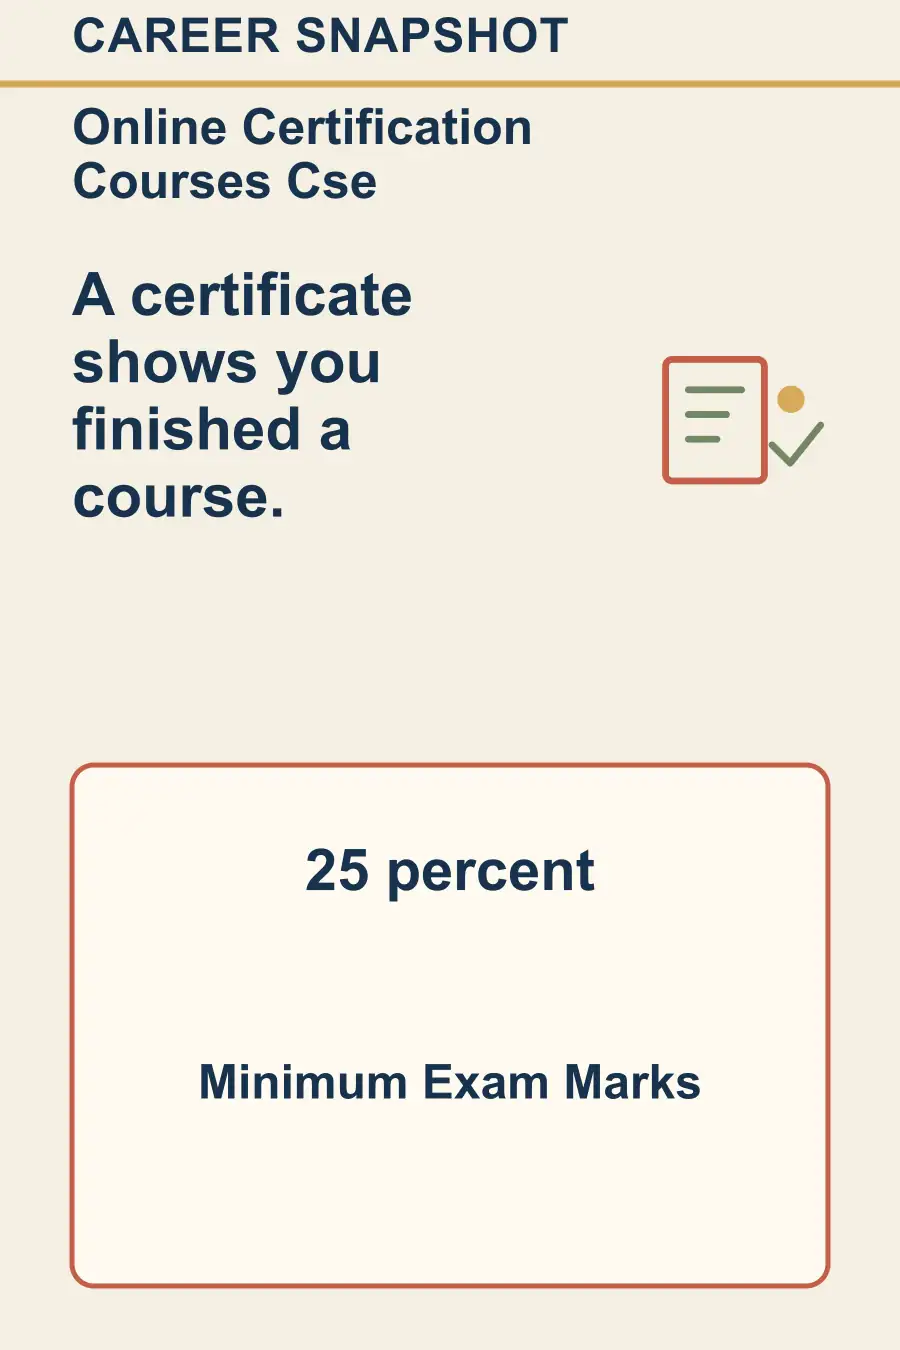 CAREER SNAPSHOT
Online Certification
Courses Cse
A certificate
shows you
finished a
course.
25 percent
Minimum Exam Marks